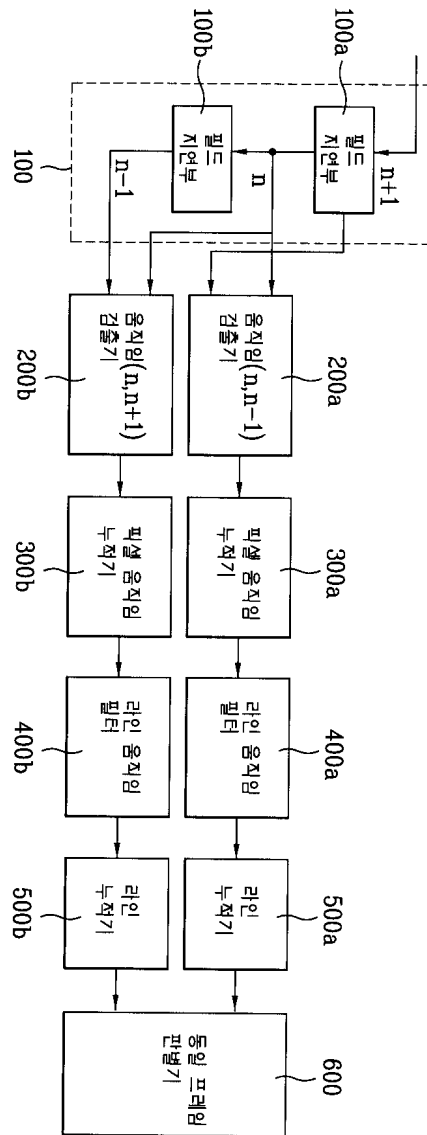 100a
필드
지연부
n+1
100b
필드
지연부
n
n-1
100
200a
움직임(n,n-1)
검출기
200b
움직임(n,n+1)
검출기
300a
픽셀 움직임
누적기
300b
픽셀 움직임
누적기
400a
라인 움직임
필터
400b
라인 움직임
필터
500a
라인
누적기
500b
라인
누적기
600
동일 프레임
판별기